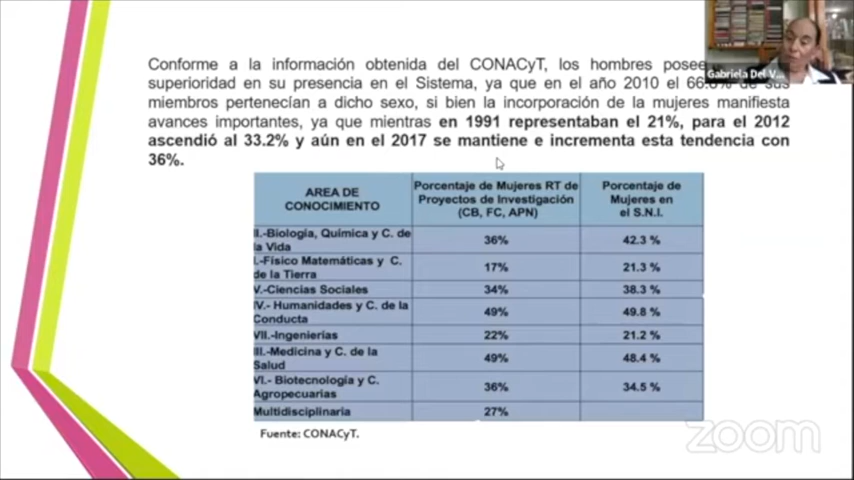 Conforme a la información obtenida del CONACyT, los hombres
superioridad en su presencia en el Sistema, ya que en el año 2010 el
miembros pertenecían a dicho sexo, si bien la incorporación de la mujeres manifiesta
avances importantes, ya que mientras en 1991 representaban el 21%, para el 2012
ascendió al 33.2% y aún en el 2017 se mantiene e incrementa esta tendencia con
36%.
Gabriela Del
AREA DE
CONOCIMIENTO
Porcentaje de Mujeres RT de
Proyectos de Investigación
(CB, FC, APN)
Porcentaje de
Mujeres en
el S.N.I.
II.-Biología, Química y C. de
la Vida
36%
42.3 %
I.-Físico Matemáticas y C.
de la Tierra
17%
21.3 %
V.-Ciencias Sociales
34%
38.3 %
IV.- Humanidades y C. de la
Conducta
49%
49.8 %
VII.-Ingenierías
22%
21.2 %
III.-Medicina y C. de la
Salud
49%
48.4 %
VI.- Biotecnología y C.
Agropecuarias
36%
34.5 %
Multidisciplinaria
27%
Fuente: CONACyT.
zoom